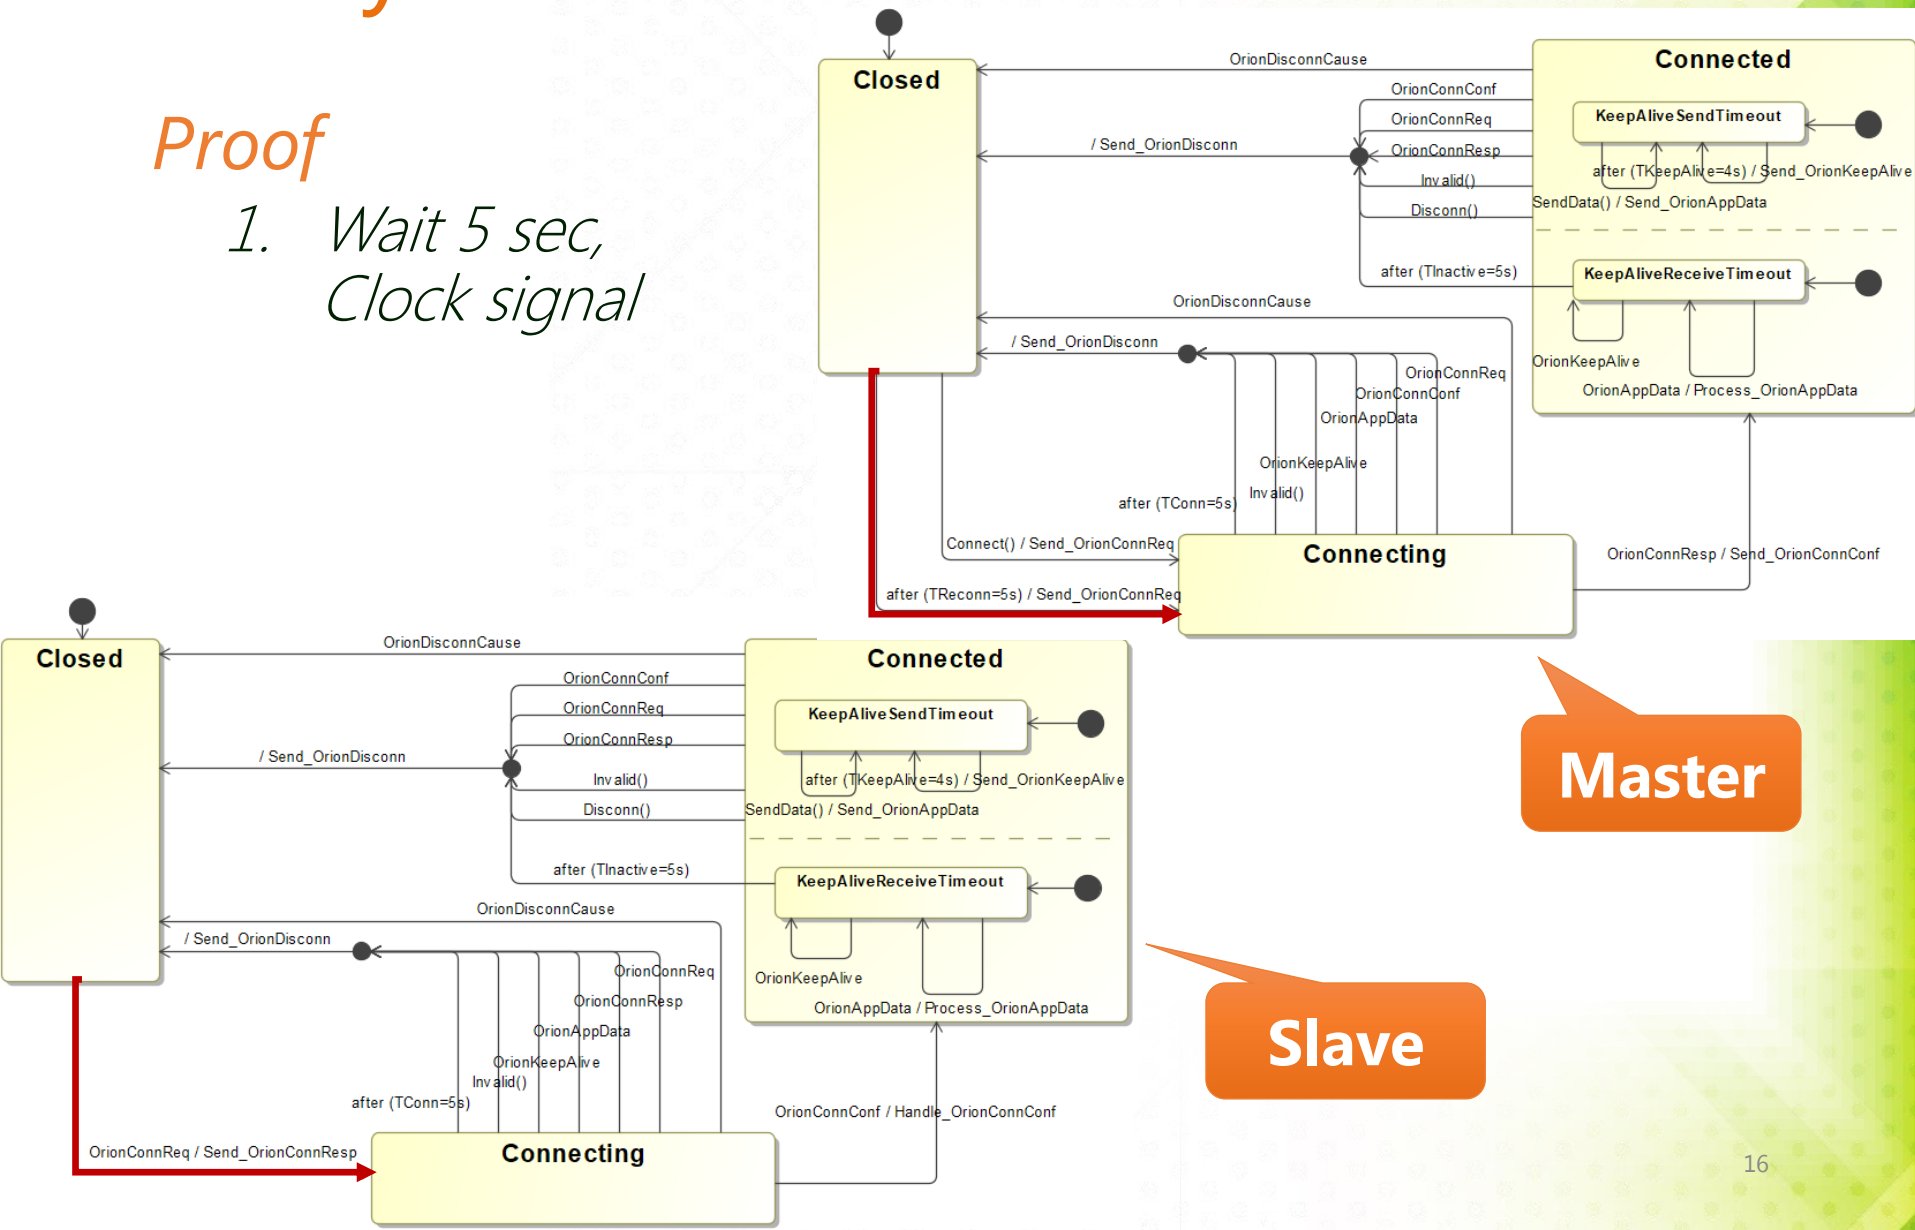 Proof
1. Wait 5 sec,
Clock signal
Closed
OrionDisconnCause
Connected
OrionConnConf
OrionConnReq
OrionConnResp
Invalid()
Disconn()
/ Send_OrionDisconn
KeepAliveSendTimeout
after (TKeepAlive=4s) / Send_OrionKeepAlive
SendData() / Send_OrionAppData
after (TInactive=5s)
KeepAliveReceiveTimeout
OrionKeepAlive
OrionAppData / Process_OrionAppData
OrionDisconnCause
/ Send_OrionDisconn
OrionConnReq
OrionConnConf
OrionAppData
OrionKeepAlive
Invalid()
after (TConn=5s)
Connect() / Send_OrionConnReq
after (TReconn=5s) / Send_OrionConnReq
Connecting
OrionConnResp / Send_OrionConnConf
Master
Closed
OrionDisconnCause
Connected
OrionConnConf
OrionConnReq
OrionConnResp
Invalid()
Disconn()
/ Send_OrionDisconn
KeepAliveSendTimeout
after (TKeepAlive=4s) / Send_OrionKeepAlive
SendData() / Send_OrionAppData
after (TInactive=5s)
KeepAliveReceiveTimeout
OrionKeepAlive
OrionAppData / Process_OrionAppData
OrionDisconnCause
/ Send_OrionDisconn
OrionConnReq
OrionConnResp
OrionAppData
OrionKeepAlive
Invalid()
after (TConn=5s)
OrionConnReq / Send_OrionConnResp
Connecting
OrionConnConf / Handle_OrionConnConf
Slave
16